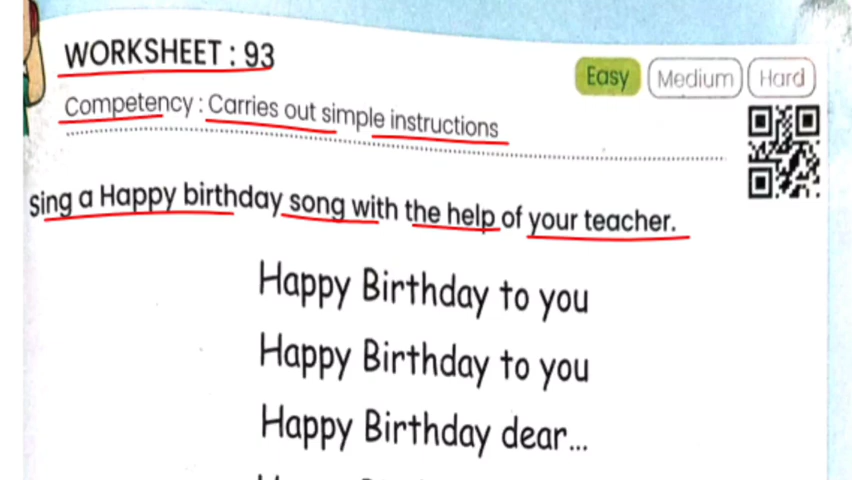 WORKSHEET : 93
Easy Medium Hard
Competency : Carries out simple instructions
Sing a Happy birthday song with the help of your teacher.
Happy Birthday to you
Happy Birthday to you
Happy Birthday dear...